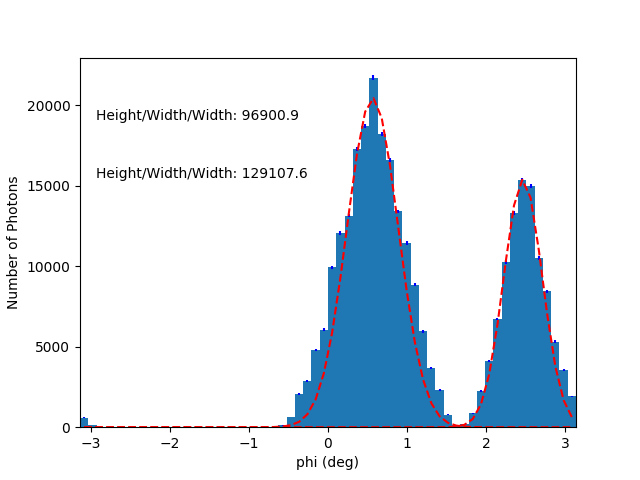 20000
Height/Width/Width: 96900.9
Height/Width/Width: 129107.6
15000
10000
5000
0
Number of Photons
−3 −2 −1 0 1 2 3
phi (deg)